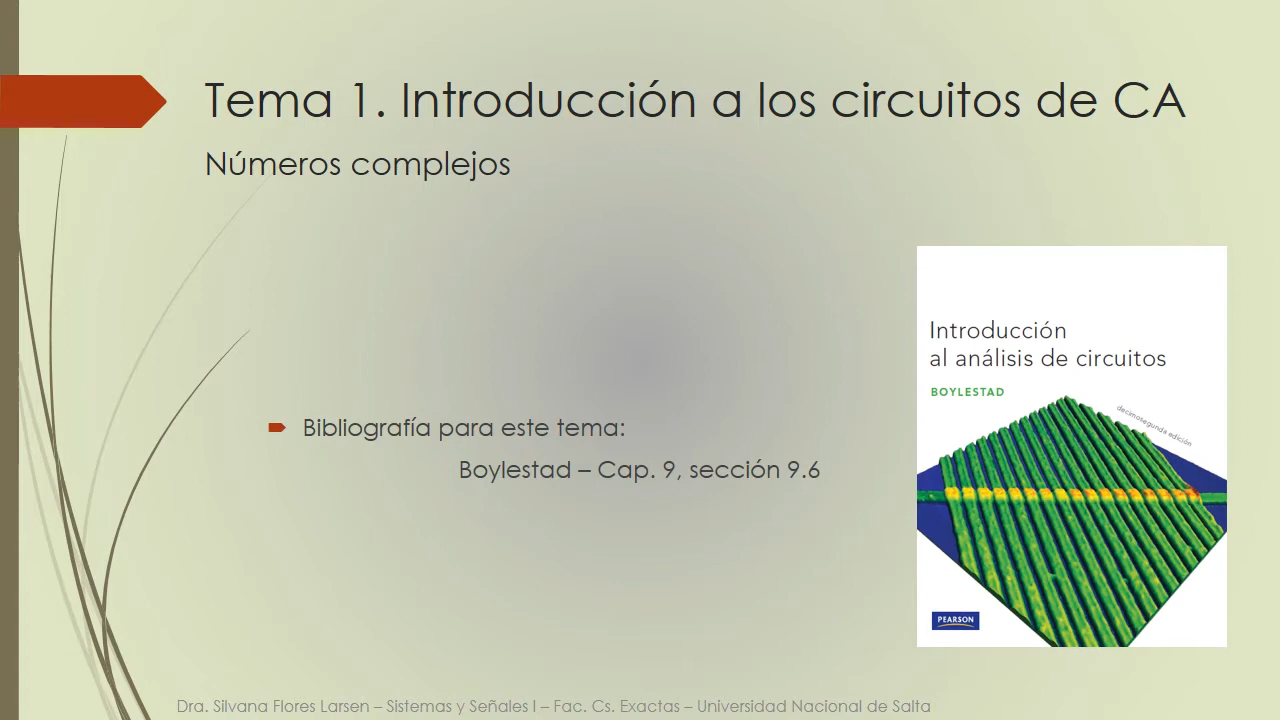 Tema 1. Introducción a los circuitos de CA
Números complejos
Introducción
al análisis de circuitos
BOYLESTAD
decimosegunda edición
Bibliografía para este tema:
Boylestad – Cap. 9, sección 9.6
PEARSON
Dra. Silvana Flores Larsen – Sistemas y Señales I – Fac. Cs. Exactas – Universidad Nacional de Salta